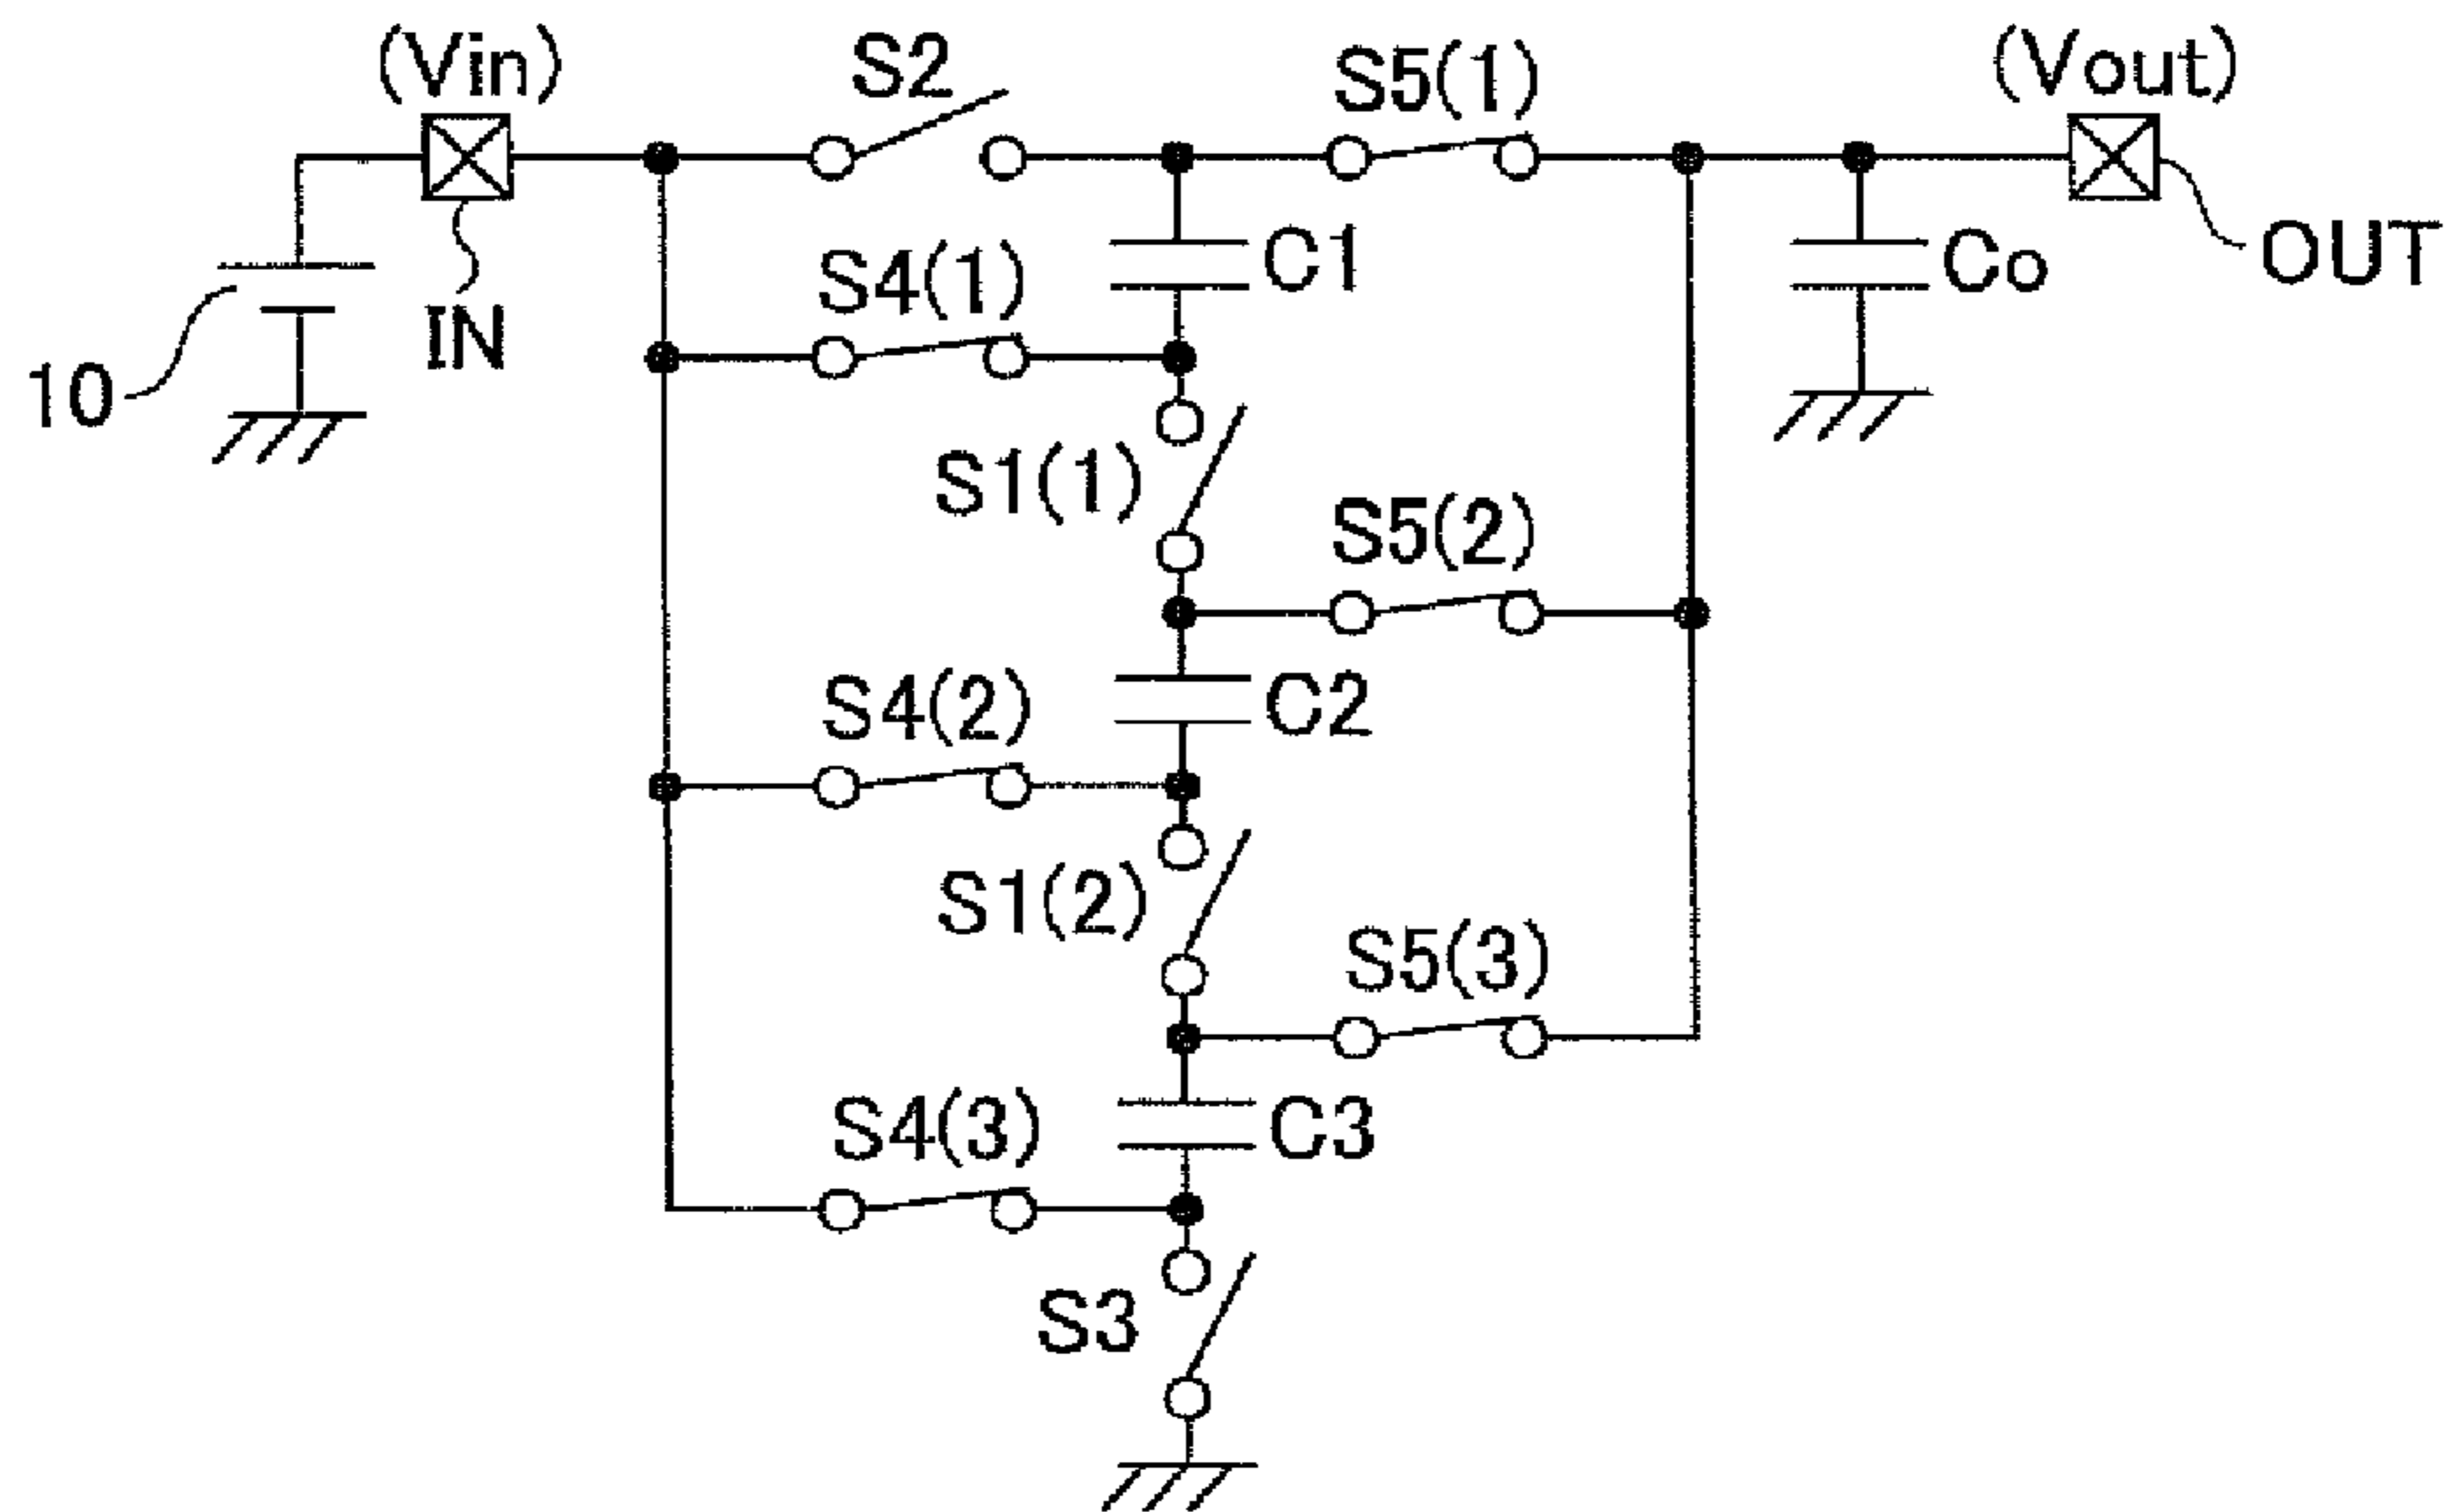 (Vin)
S2
S5(1)
(Vout)
S4(1)
C1
Co
OUT
IN
10
S1(1)
S5(2)
S4(2)
C2
S1(2)
S5(3)
S4(3)
C3
S3